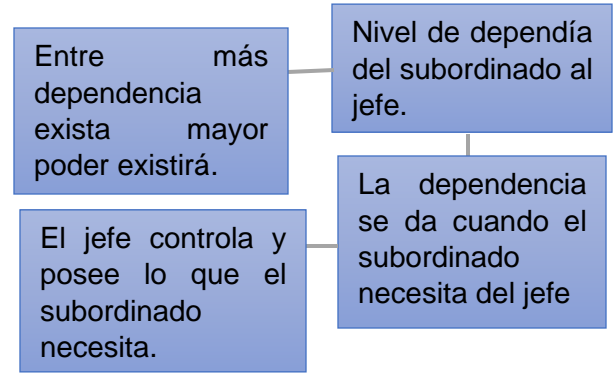 Entre más
dependencia
exista mayor
poder existirá.
Nivel de dependía
del subordinado al
jefe.
La dependencia
se da cuando el
subordinado
necesita del jefe
El jefe controla y
posee lo que el
subordinado
necesita.